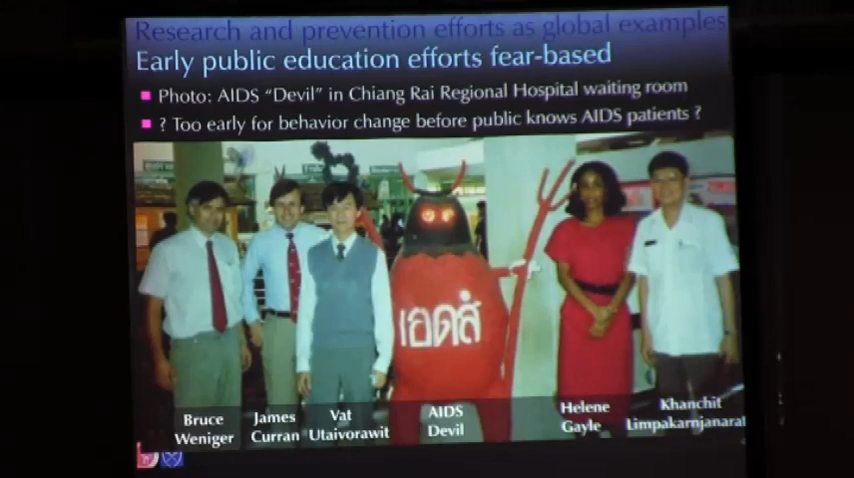 Research and prevention efforts as global examples
Early public education efforts fear-based
Photo: AIDS “Devil” in Chiang Rai Regional Hospital waiting room
? Too early for behavior change before public knows AIDS patients ?
เอดส์
Bruce
Weniger
James
Curran
Vat
Utaivorawit
AIDS
Devil
Helene
Gayle
Khanchit
Limpakarnjanarat